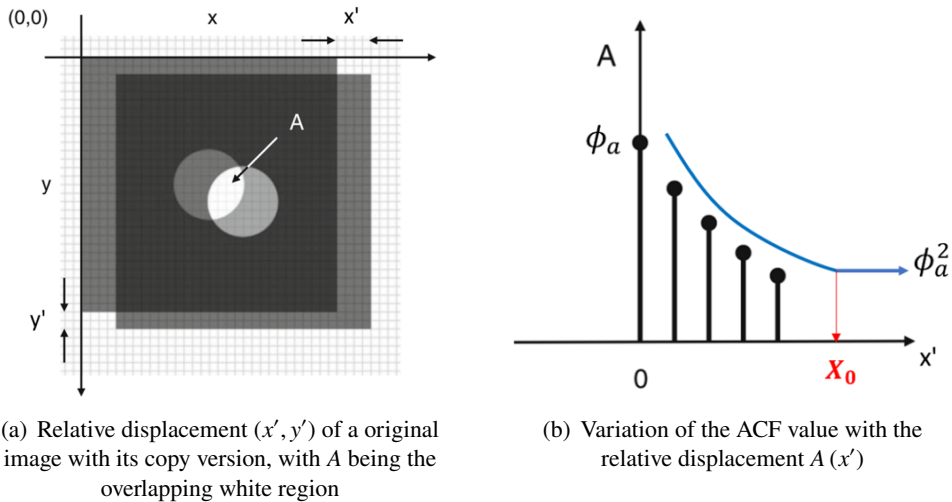 (0,0)
x
x'
A
y
y'
A
ϕₐ
ϕₐ²
0
X₀
x'
(a) Relative displacement (x′, y′) of a original
image with its copy version, with A being the
overlapping white region
(b) Variation of the ACF value with the
relative displacement A (x′)